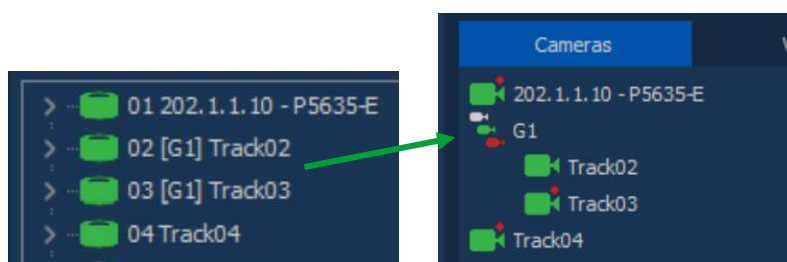 01 202.1.1.10 - P5635-E
02 [G1] Track02
03 [G1] Track03
04 Track04
Cameras
202.1.1.10 - P5635-E
G1
Track02
Track03
Track04